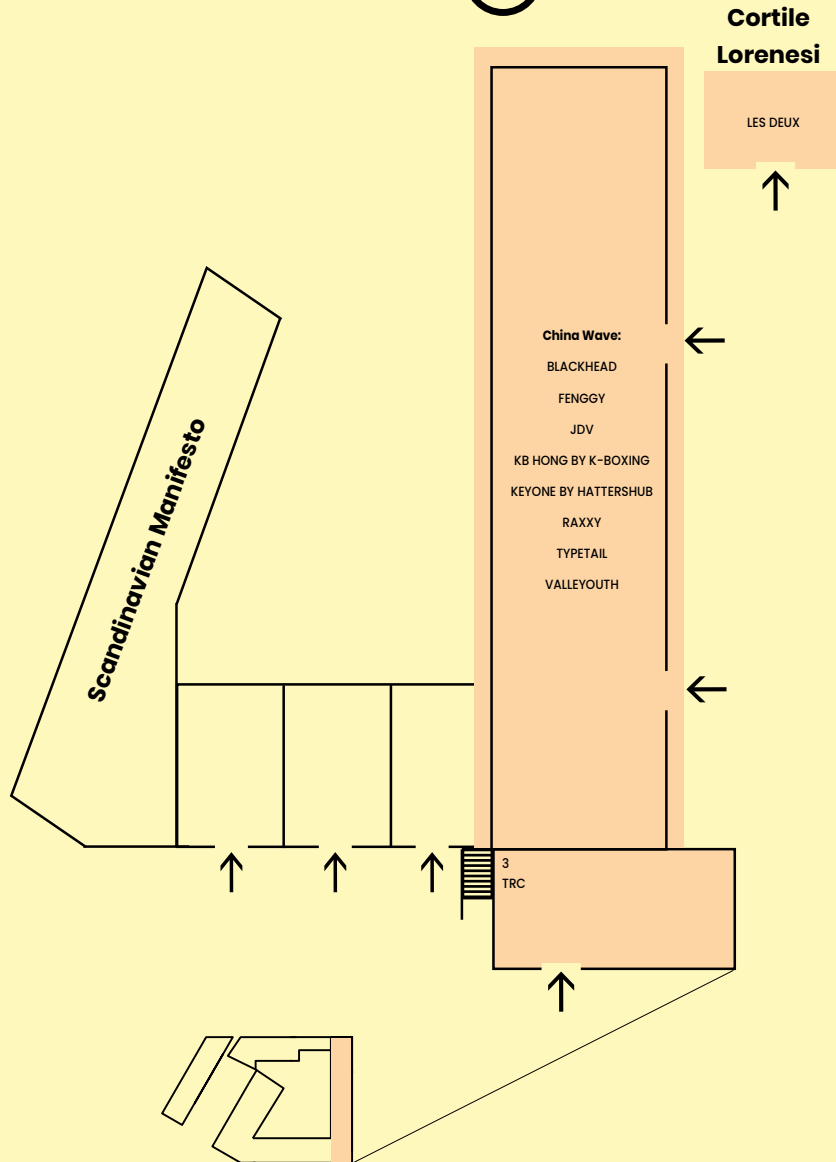 Cortile
Lorenesi
LES DEUX
China Wave:
BLACKHEAD
FENGGY
JDV
KB HONG BY K-BOXING
KEYONE BY HATTERSHUB
RAXXY
TYPETAIL
VALLEYOUTH
Scandinavian Manifesto
3
TRC